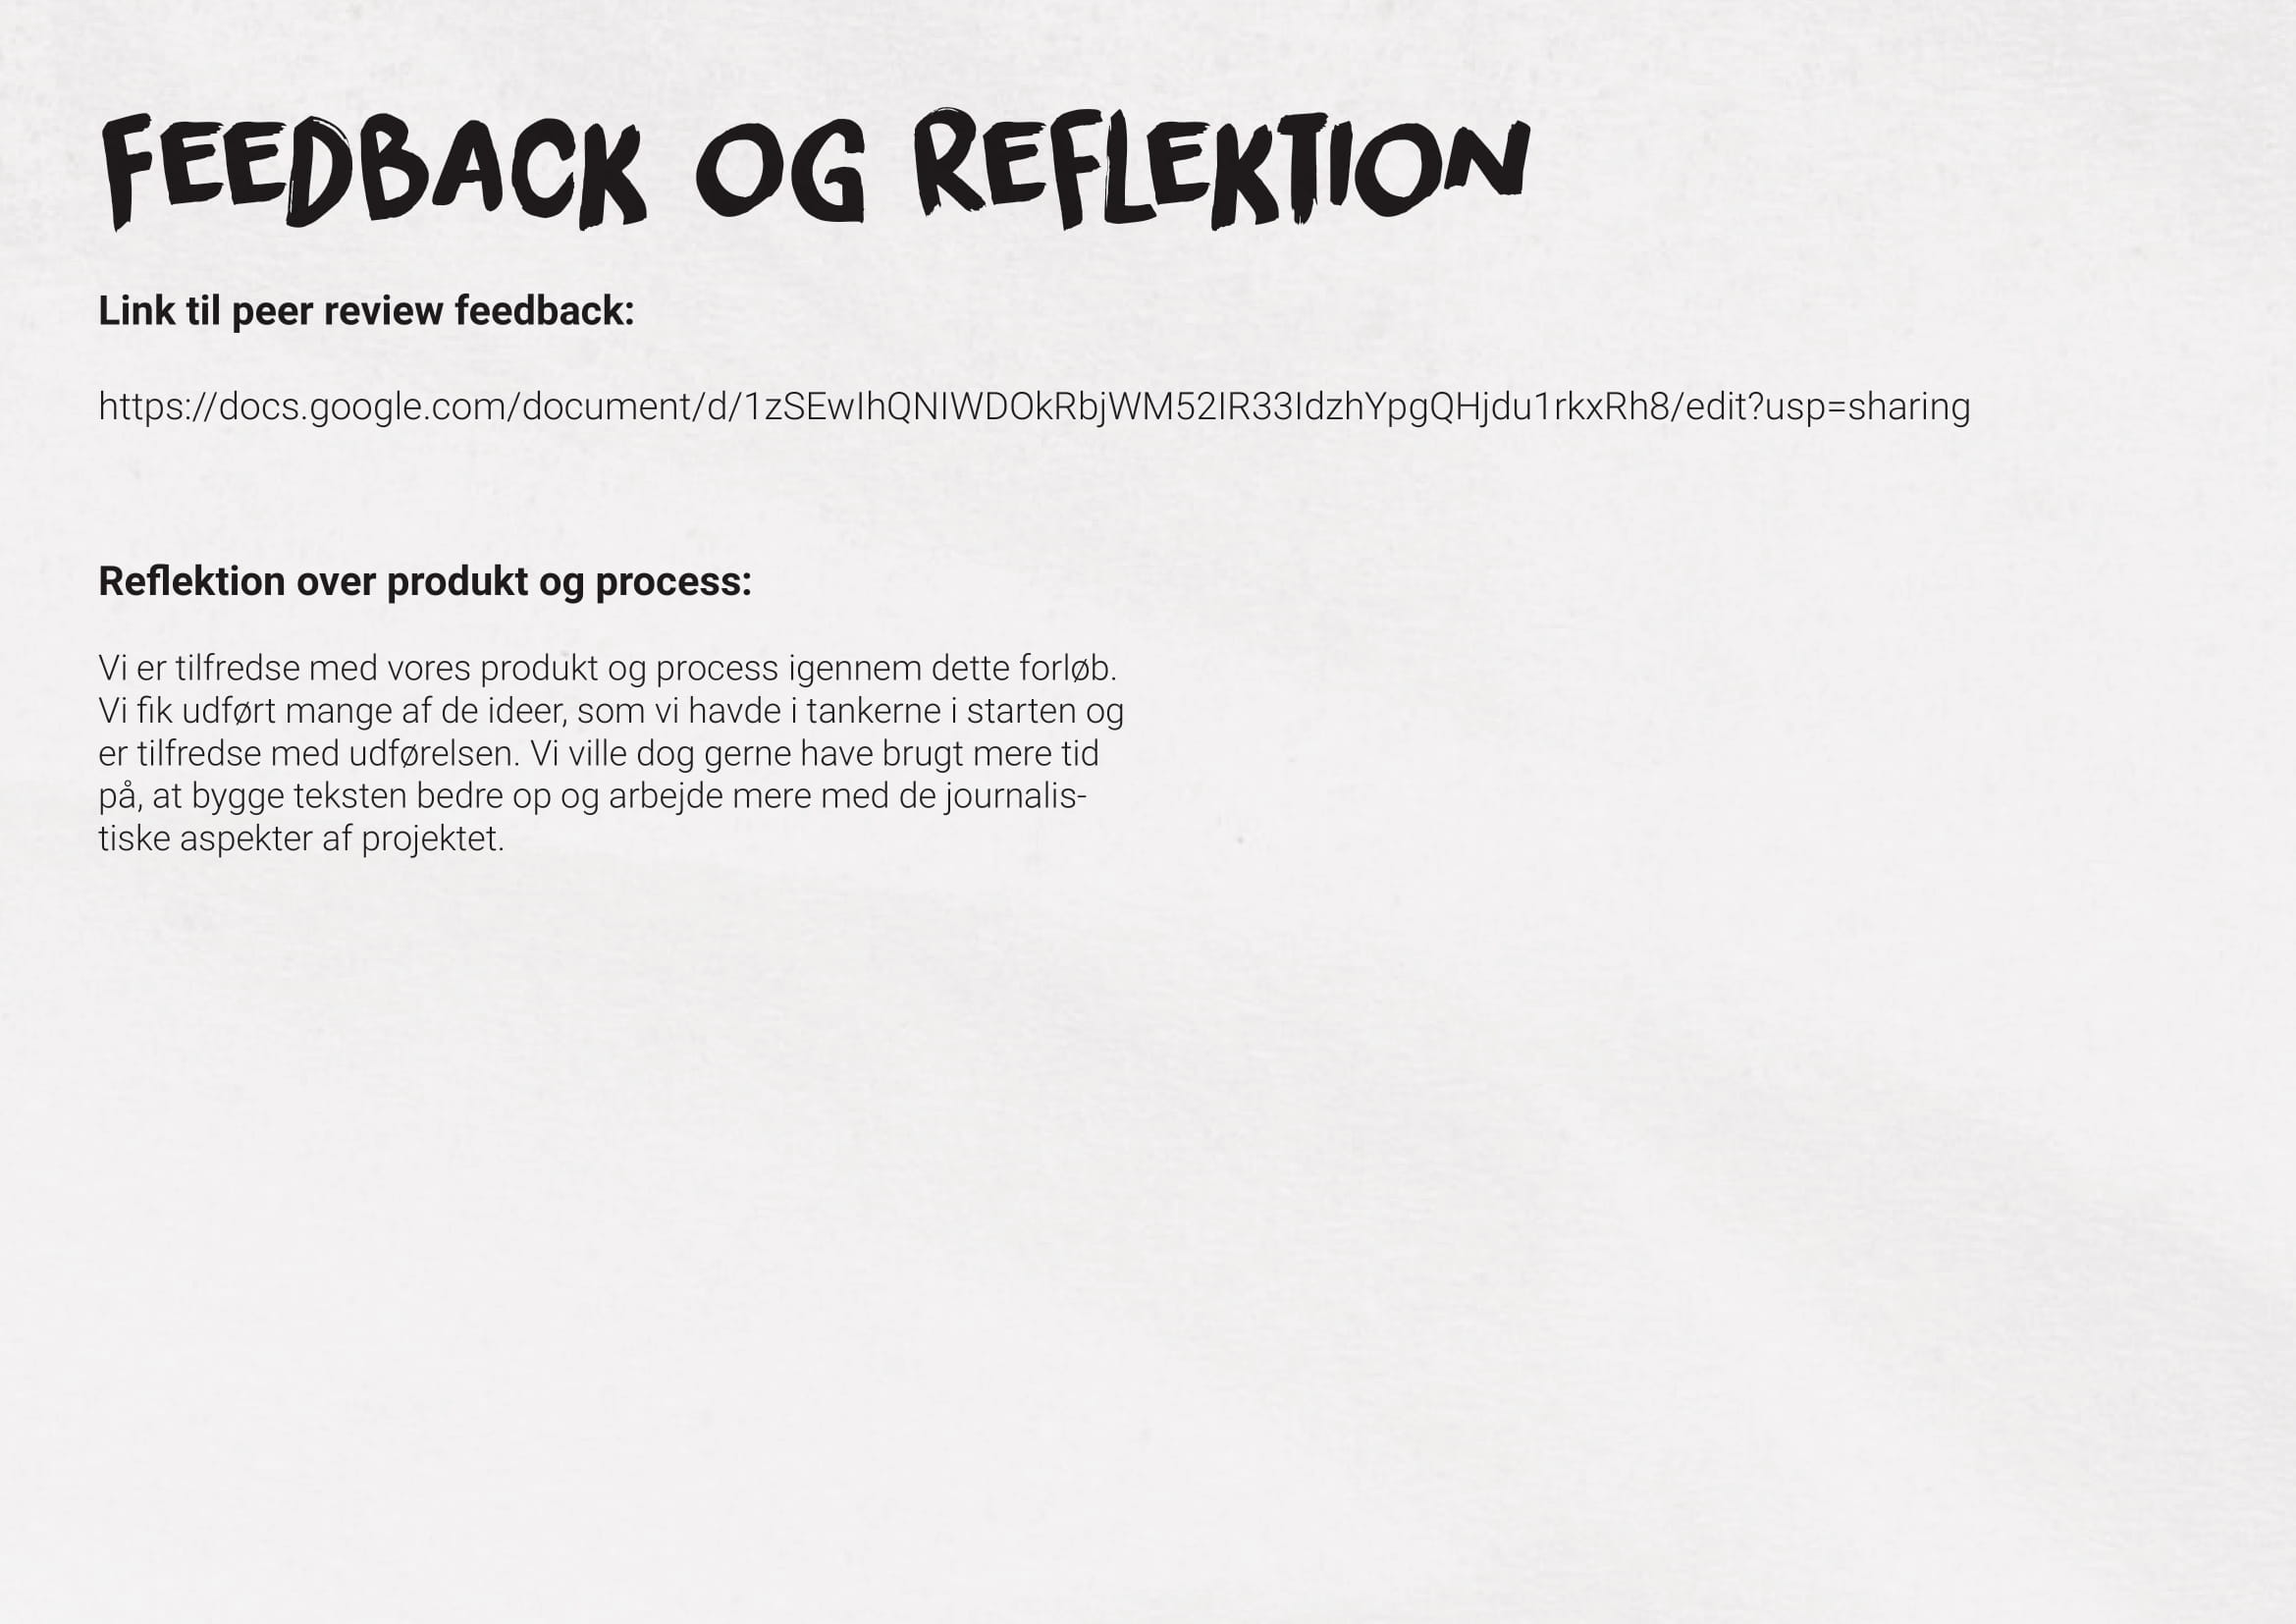 FEEDBACK OG REFLEKTION
Link til peer review feedback:
https://docs.google.com/document/d/1zSEwIhQNIWDOkRbjWM52IR33IdzhYpgQHjdu1rkxRh8/edit?usp=sharing
Reflektion over produkt og process:
Vi er tilfredse med vores produkt og process igennem dette forløb.
Vi fik udført mange af de ideer, som vi havde i tankerne i starten og
er tilfredse med udførelsen. Vi ville dog gerne have brugt mere tid
på, at bygge teksten bedre op og arbejde mere med de journalis-
tiske aspekter af projektet.